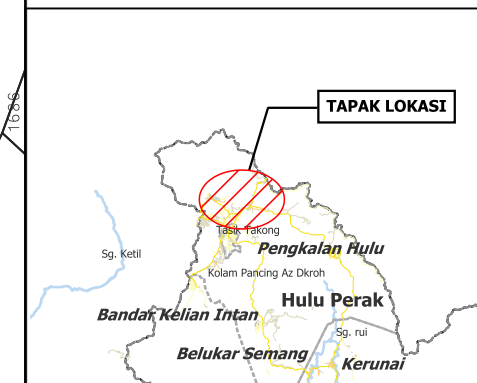 1686
TAPAK LOKASI
Tasik Takong
Sg. Ketil
Pengkalan Hulu
Kolam Pancing Az Dkroh
Hulu Perak
Bandar Kelian Intan
Sg. rui
Belukar Semang
Kerunai